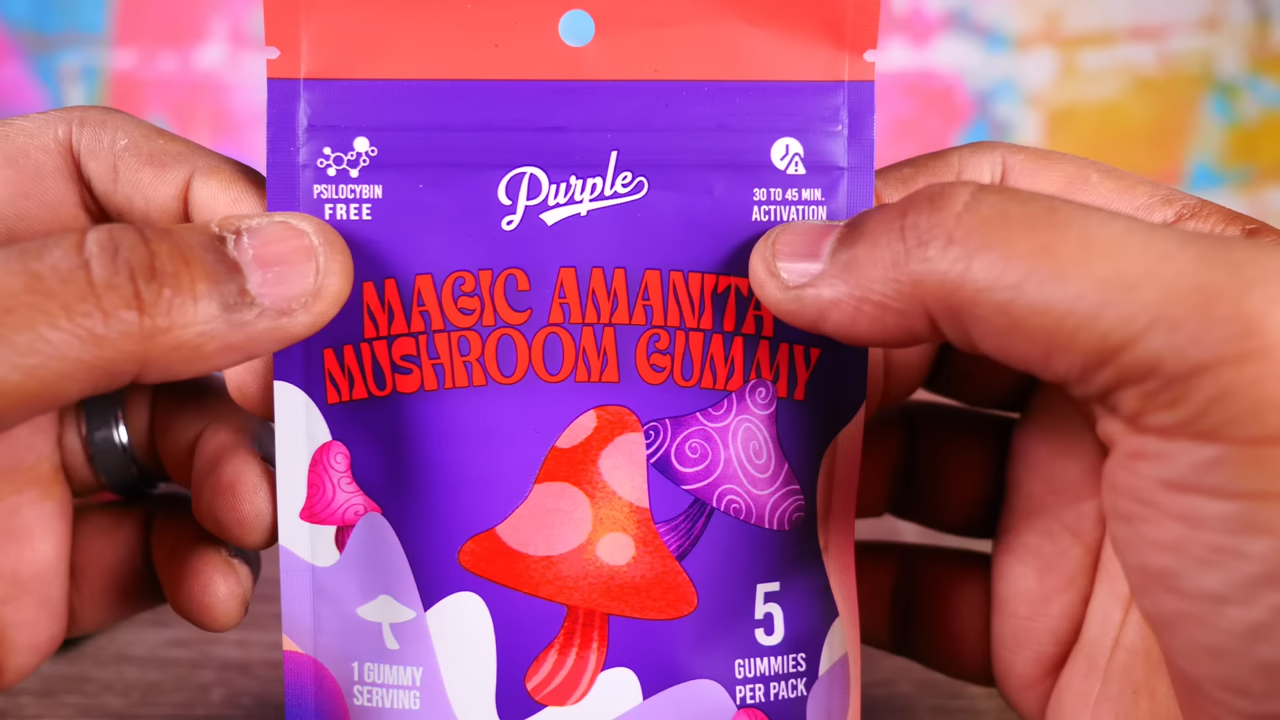 PSILOCYBIN
FREE
Purple
30 TO 45 MIN.
ACTIVATION
MAGIC AMANITA
MUSHROOM GUMMY
1 GUMMY
SERVING
5
GUMMIES
PER PACK